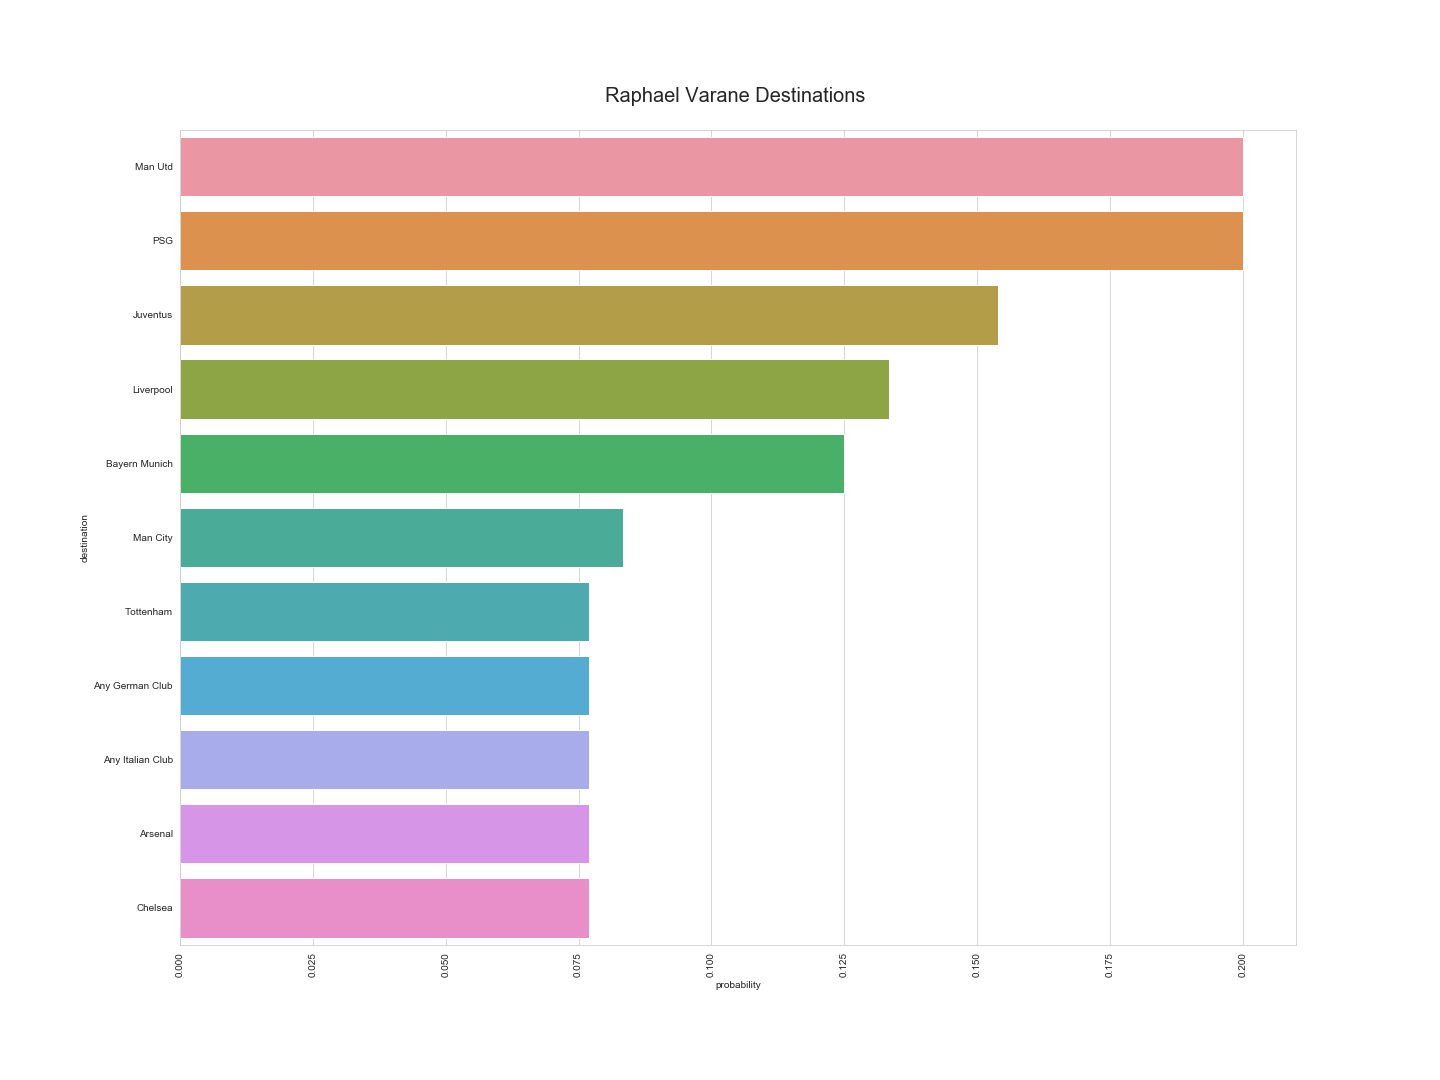 Raphael Varane Destinations
Man Utd
PSG
Juventus
Liverpool
Bayern Munich
Man City
Tottenham
Any German Club
Any Italian Club
Arsenal
Chelsea
destination
0.000
0.025
0.050
0.075
0.100
0.125
0.150
0.175
0.200
probability